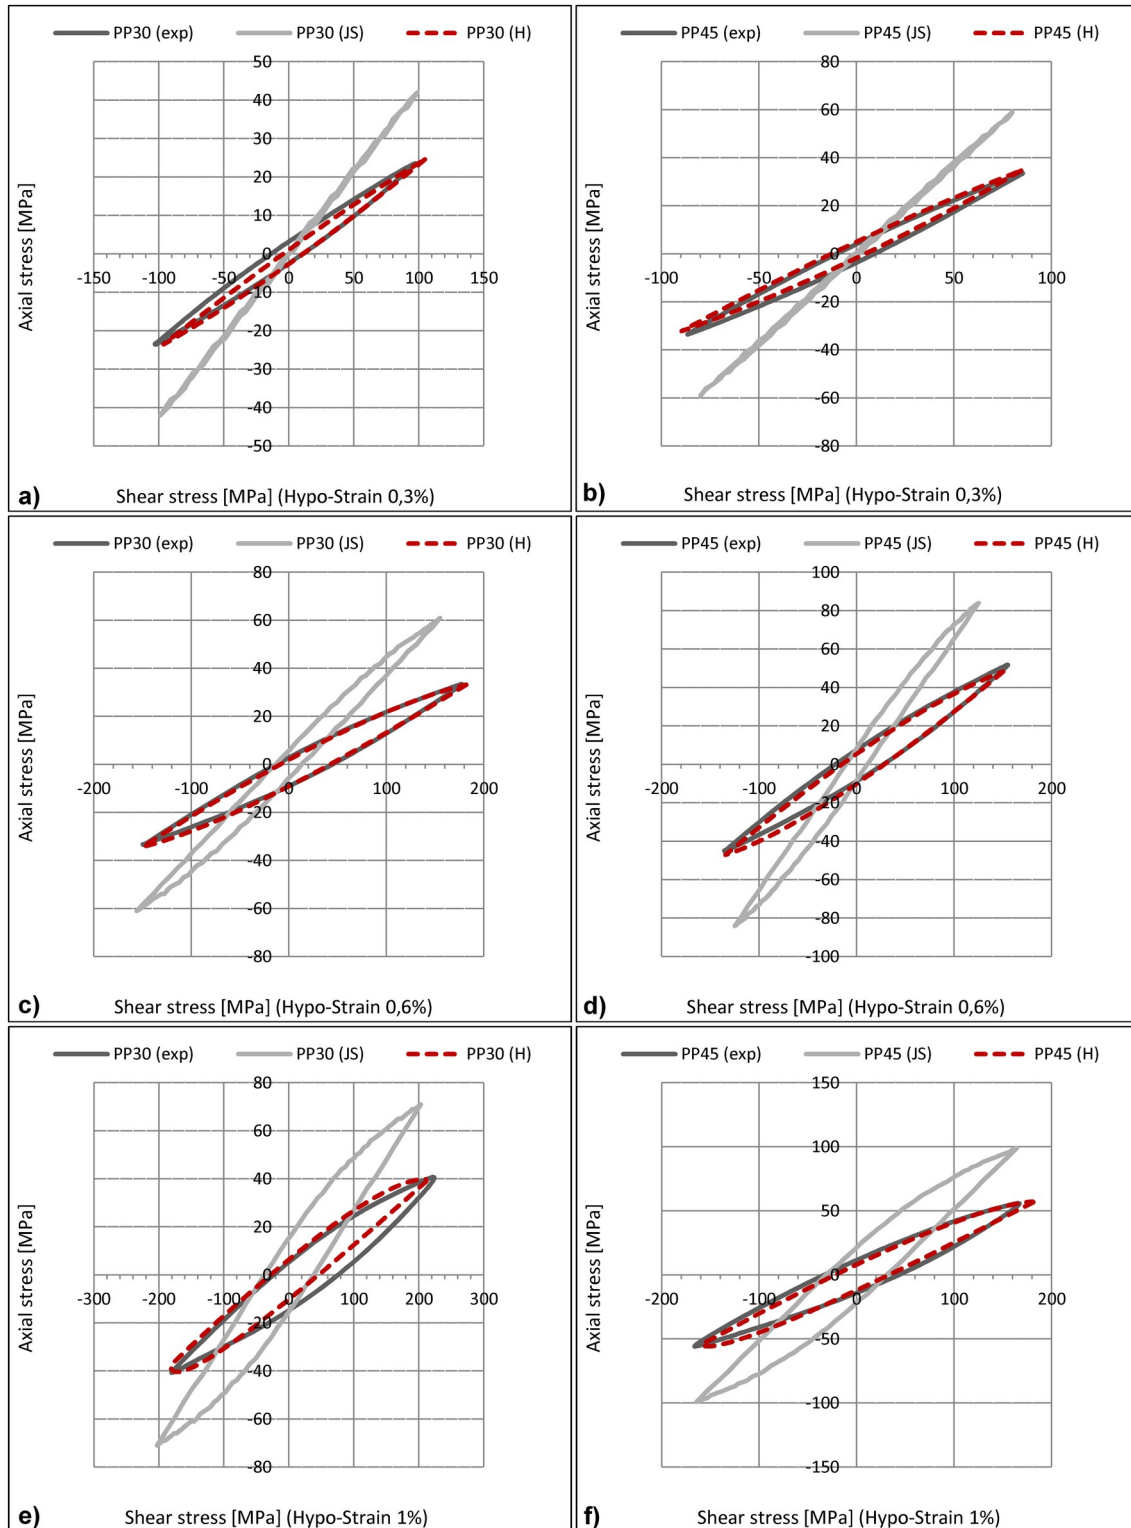 PP30 (exp) PP30 (JS) PP30 (H)
50
40
30
20
10
0
-10
-20
-30
-40
-50
-150 -100 -50 0 50 100 150
Axial stress [MPa]
a) Shear stress [MPa] (Hypo-Strain 0,3%)
PP45 (exp) PP45 (JS) PP45 (H)
80
60
40
20
0
-20
-40
-60
-80
-100 -50 0 50 100
Axial stress [MPa]
b) Shear stress [MPa] (Hypo-Strain 0,3%)
PP30 (exp) PP30 (JS) PP30 (H)
80
60
40
20
0
-20
-40
-60
-80
-200 -100 0 100 200
Axial stress [MPa]
c) Shear stress [MPa] (Hypo-Strain 0,6%)
PP45 (exp) PP45 (JS) PP45 (H)
100
80
60
40
20
0
-20
-40
-60
-80
-100
-200 -100 0 100 200
Axial stress [MPa]
d) Shear stress [MPa] (Hypo-Strain 0,6%)
PP30 (exp) PP30 (JS) PP30 (H)
80
60
40
20
0
-20
-40
-60
-80
-300 -200 -100 0 100 200 300
Axial stress [MPa]
e) Shear stress [MPa] (Hypo-Strain 1%)
PP45 (exp) PP45 (JS) PP45 (H)
150
100
50
0
-50
-100
-150
-200 -100 0 100 200
Axial stress [MPa]
f) Shear stress [MPa] (Hypo-Strain 1%)